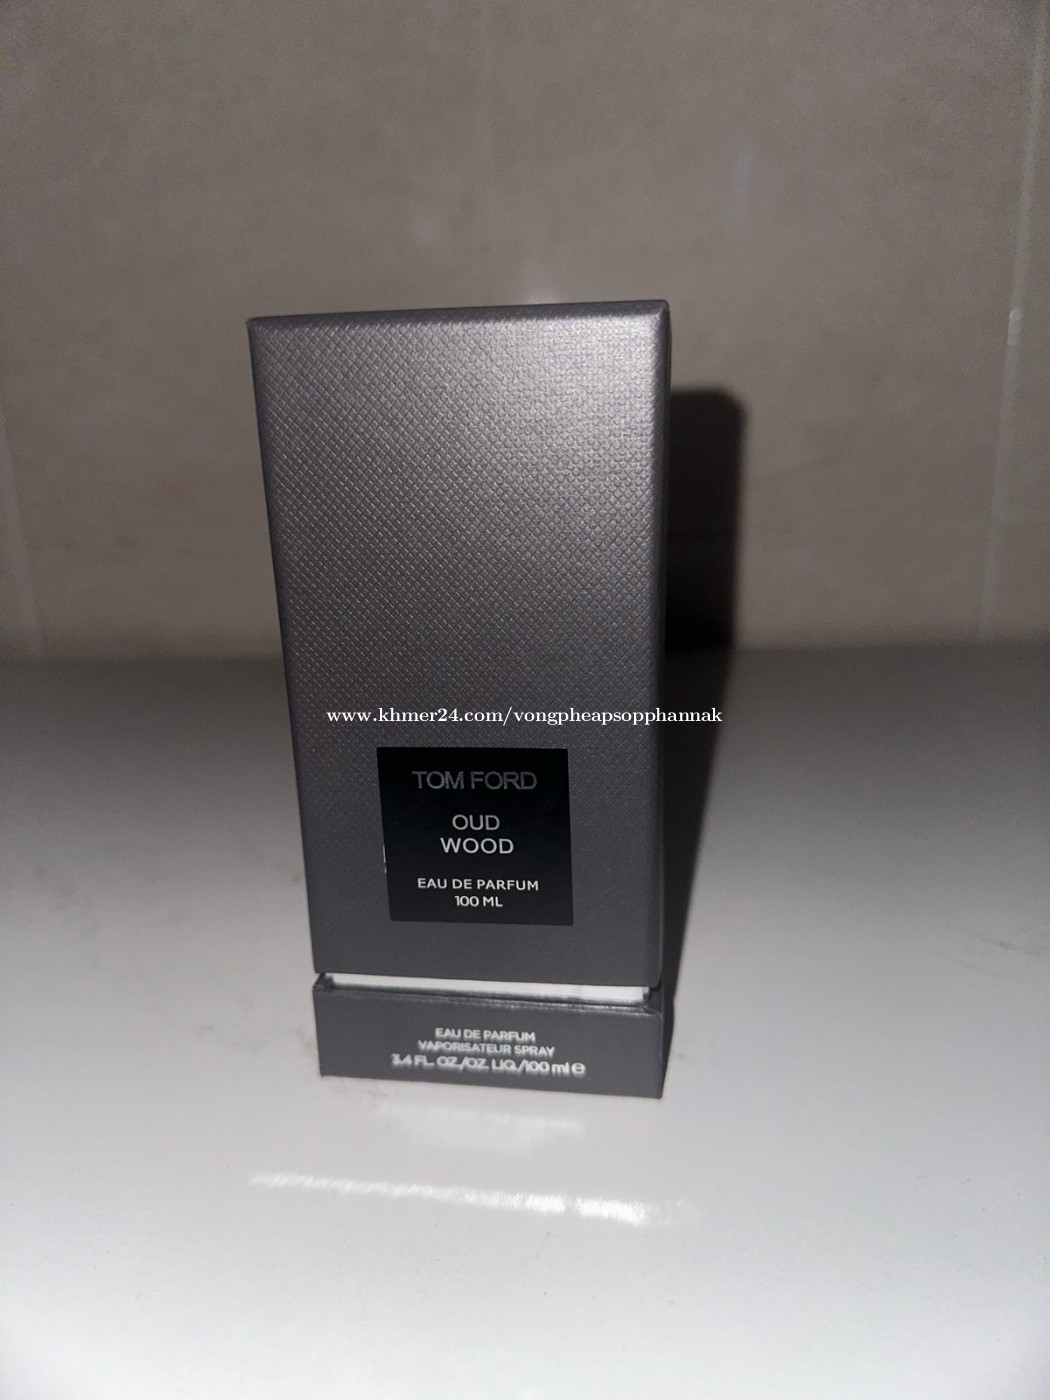 www.khmer24.com/vongpheapsopphannak
TOM FORD
OUD
WOOD
EAU DE PARFUM
100 ML
EAU DE PARFUM
VAPORISATEUR SPRAY
3.4 FL. OZ./OZ. LIQ./100 ml e